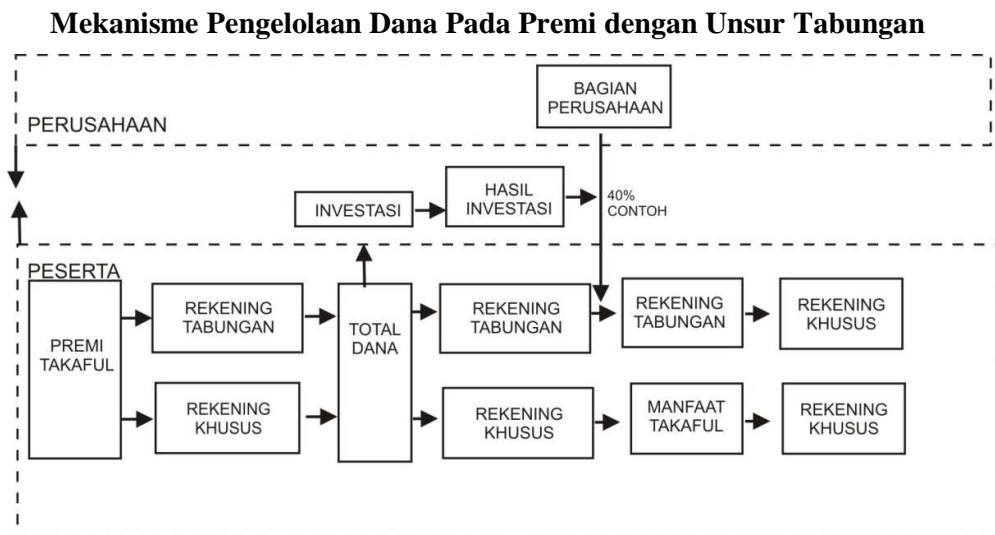 Mekanisme Pengelolaan Dana Pada Premi dengan Unsur Tabungan
BAGIAN
PERUSAHAAN
PERUSAHAAN
INVESTASI
HASIL
INVESTASI
40%
CONTOH
PESERTA
PREMI
TAKAFUL
REKENING
TABUNGAN
REKENING
KHUSUS
TOTAL
DANA
REKENING
TABUNGAN
REKENING
KHUSUS
REKENING
TABUNGAN
MANFAAT
TAKAFUL
REKENING
KHUSUS
REKENING
KHUSUS